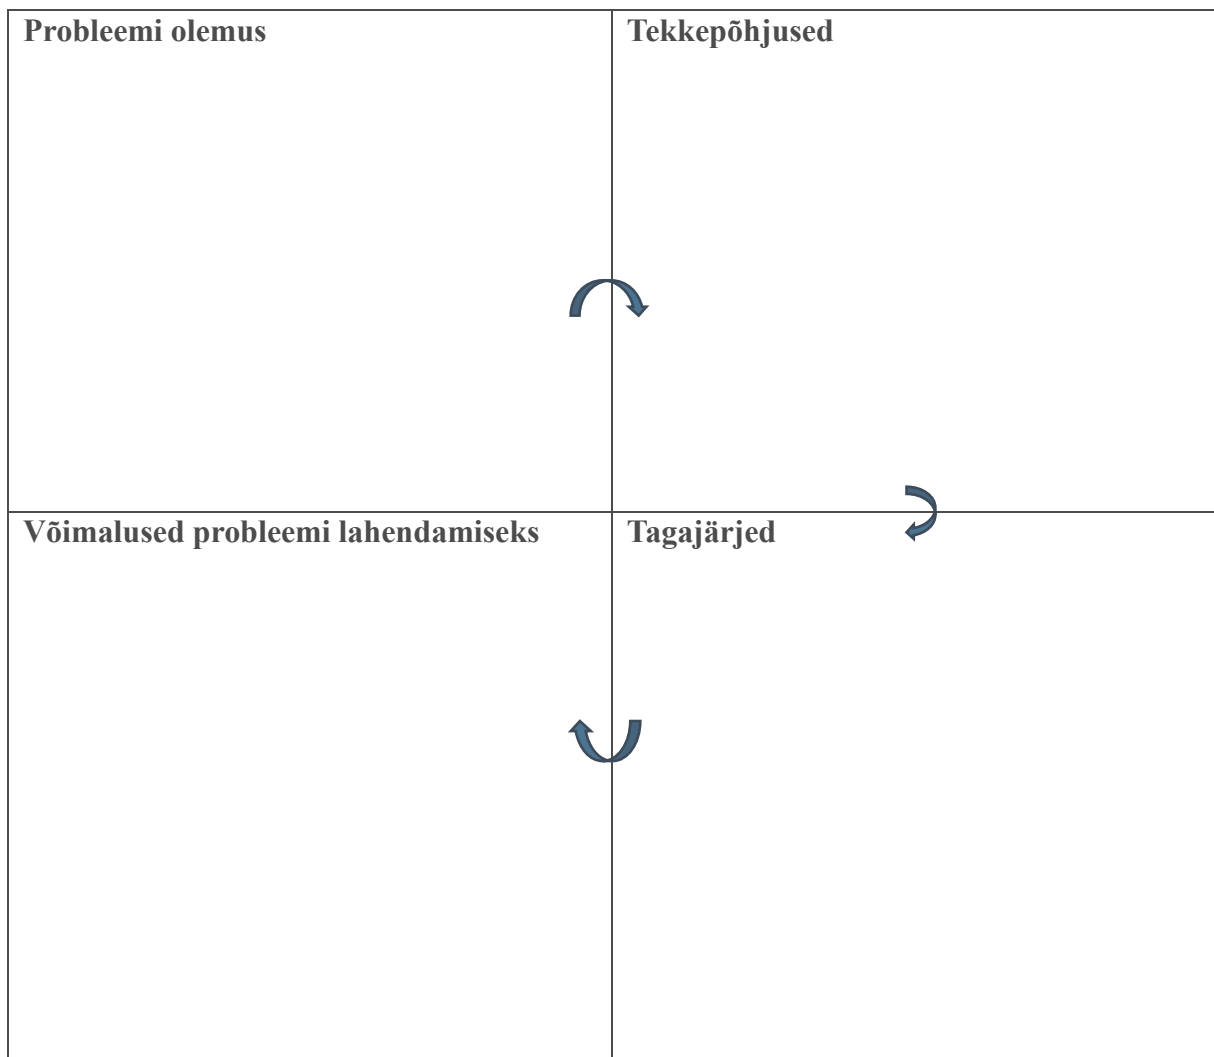 Probleemi olemus
Tekkepõhjused
Võimalused probleemi lahendamiseks
Tagajärjed